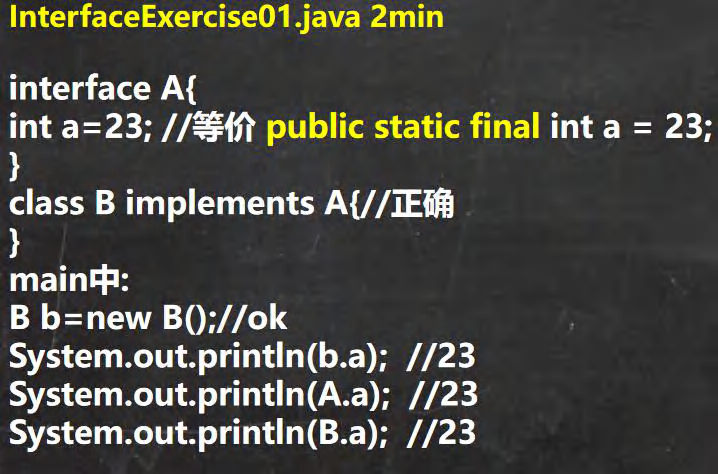 InterfaceExercise01.java 2min
interface A{
int a=23; //等价 public static final int a = 23;
}
class B implements A{//正确
}
main中:
B b=new B();//ok
System.out.println(b.a); //23
System.out.println(A.a); //23
System.out.println(B.a); //23